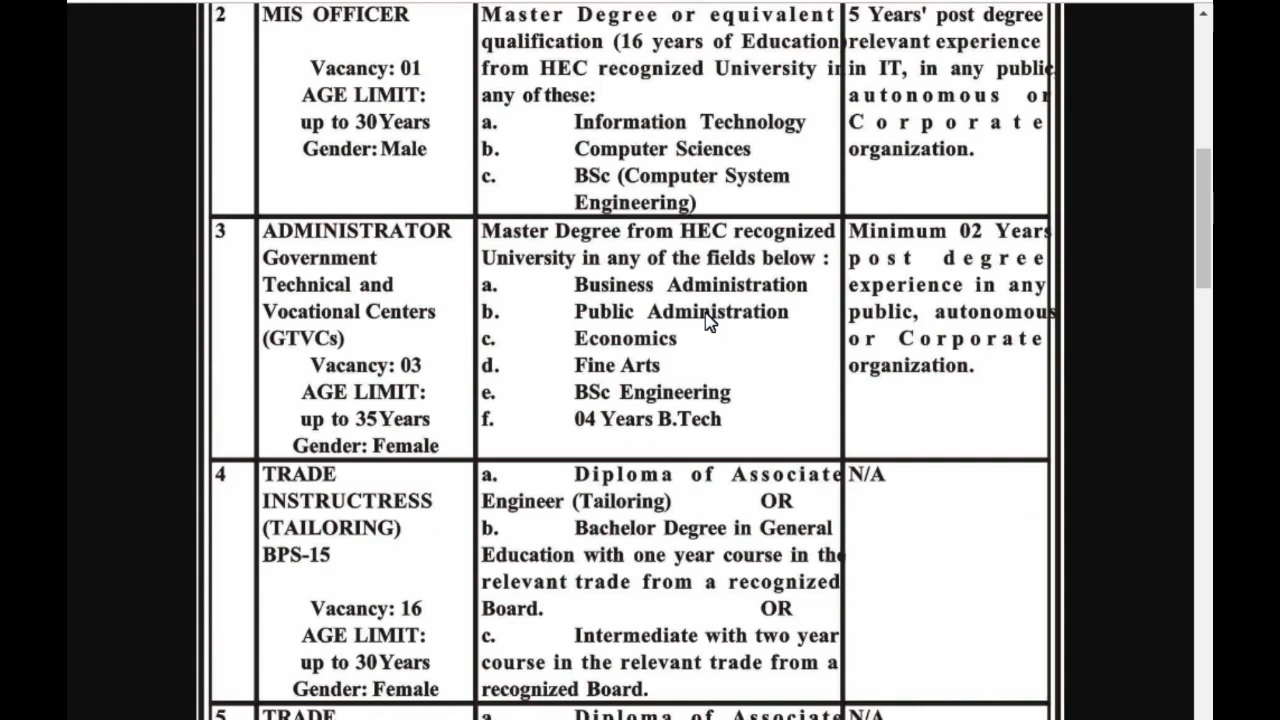 2
MIS OFFICER
Vacancy: 01
AGE LIMIT:
up to 30Years
Gender: Male
Master Degree or equivalent
qualification (16 years of Education
from HEC recognized University in
any of these:
a. Information Technology
b. Computer Sciences
c. BSc (Computer System
Engineering)
5 Years' post degree
relevant experience
in IT, in any public,
autonomous or
Corporate
organization.
3
ADMINISTRATOR
Government
Technical and
Vocational Centers
(GTVCs)
Vacancy: 03
AGE LIMIT:
up to 35Years
Gender: Female
Master Degree from HEC recognized
University in any of the fields below :
a. Business Administration
b. Public Administration
c. Economics
d. Fine Arts
e. BSc Engineering
f. 04 Years B.Tech
Minimum 02 Years
post degree
experience in any
public, autonomous
or Corporate
organization.
4
TRADE
INSTRUCTRESS
(TAILORING)
BPS-15
Vacancy: 16
AGE LIMIT:
up to 30Years
Gender: Female
a. Diploma of Associate
Engineer (Tailoring) OR
b. Bachelor Degree in General
Education with one year course in the
relevant trade from a recognized
Board. OR
c. Intermediate with two year
course in the relevant trade from a
recognized Board.
N/A
5
TRADE
a. Diploma of Associate
N/A